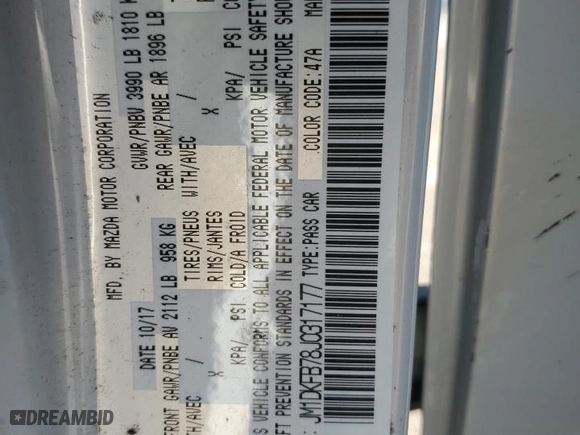 MFD. BY MAZDA MOTOR CORPORATION
DATE 10/17 GVWR/PNBV 3990 LB 1810
FRONT GAWR/PNBE AV 2112 LB 958 KG REAR GAWR/PNBE AR 1896 LB
TIRES/PNEUS
WITH/AVEC / WITH/AVEC /
RIMS/JANTES
X X
COLD/A FROID
KPA/ PSI KPA/ PSI
VEHICLE CONFORMS TO ALL APPLICABLE FEDERAL MOTOR VEHICLE SAFETY
PREVENTION STANDARDS IN EFFECT ON THE DATE OF MANUFACTURE
JM1DKFB78J0317177 TYPE:PASS CAR COLOR CODE:47A
DREAMBID